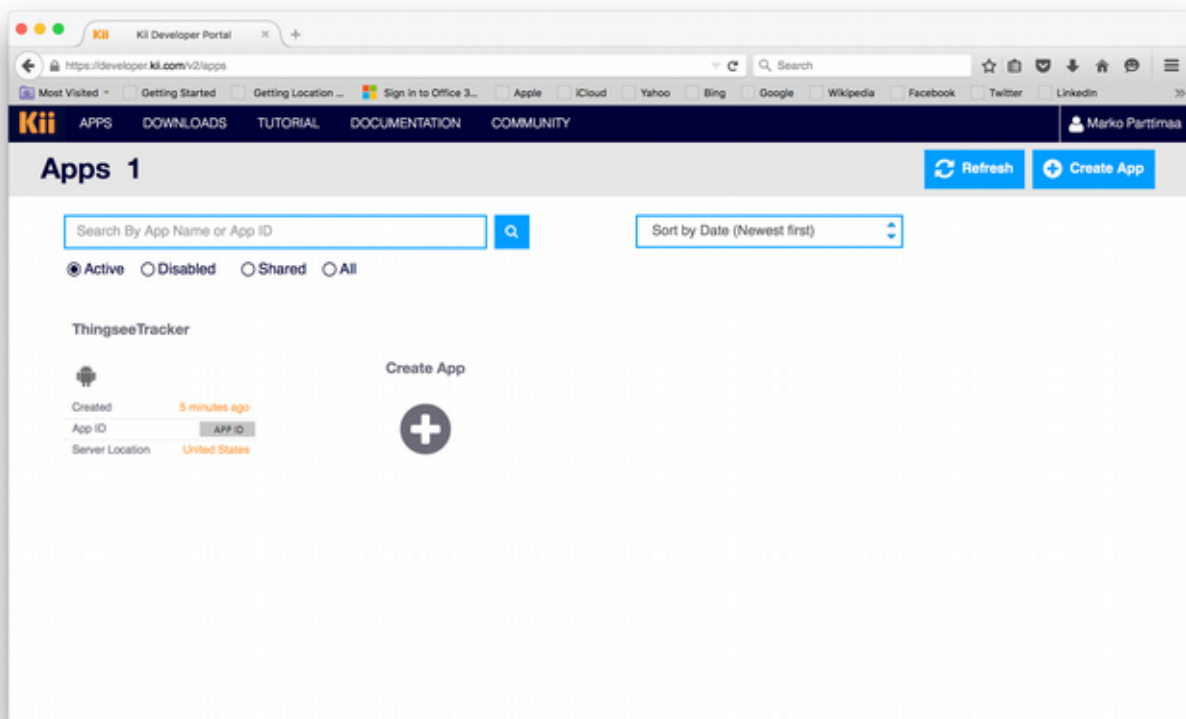 Kii Kii Developer Portal × +
https://developer.kii.com/v2/apps Search
Most Visited Getting Started Getting Location ... Sign in to Office 3... Apple iCloud Yahoo Bing Google Wikipedia Facebook Twitter LinkedIn
Kii APPS DOWNLOADS TUTORIAL DOCUMENTATION COMMUNITY Marko Parttimaa
Apps 1 Refresh Create App
Search By App Name or App ID Sort by Date (Newest first)
Active Disabled Shared All
ThingseeTracker
Create App
Created 5 minutes ago
App ID APP ID
Server Location United States